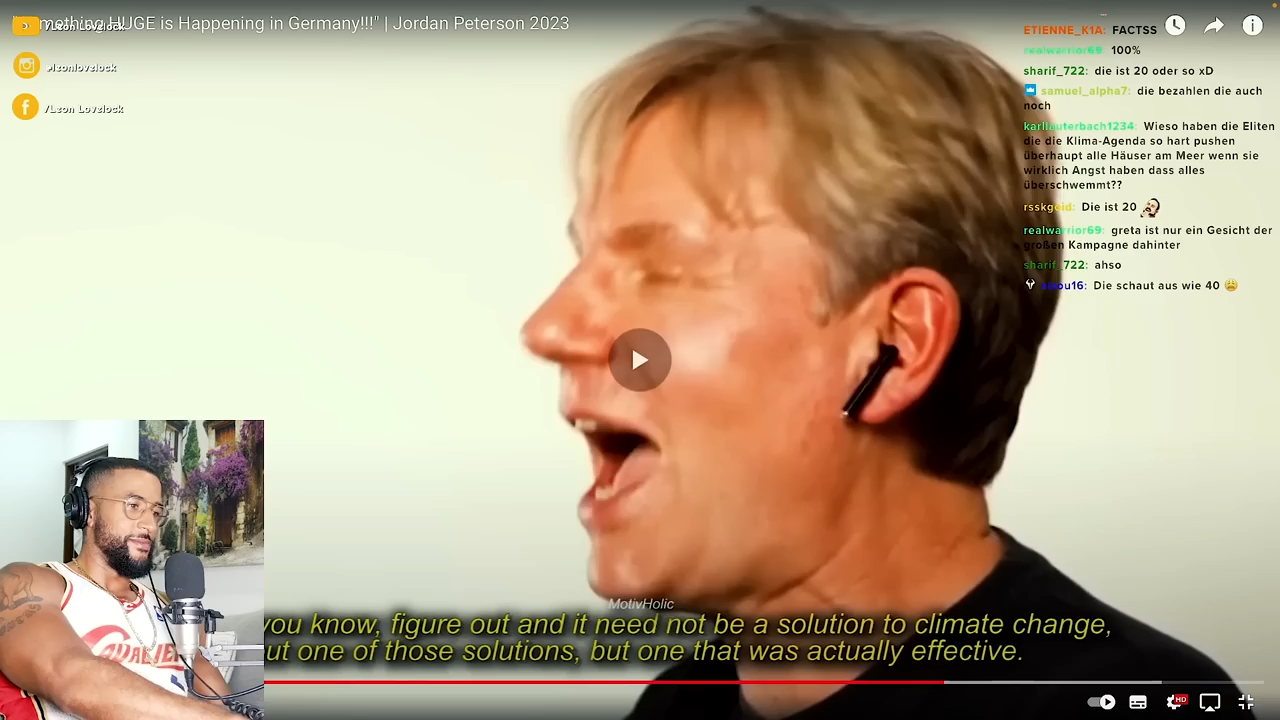 HUGE is Happening in Germany!!!" | Jordan Peterson 2023
/Leon Lovelock
@leonlovelock
/Leon Lovelock
ETIENNE_K1A: FACTSS
realwarrior69: 100%
sharif_722: die ist 20 oder so xD
samuel_alpha7: die bezahlen die auch
noch
karllauterbach1234: Wieso haben die Eliten
die die Klima-Agenda so hart pushen
überhaupt alle Häuser am Meer wenn sie
wirklich Angst haben dass alles
überschwemmt??
Die ist 20
realwarrior69: greta ist nur ein Gesicht der
großen Kampagne dahinter
sharif_722: ahso
Die schaut aus wie 40
MotivHolic
you know, figure out and it need not be a solution to climate change,
one of those solutions, but one that was actually effective.
HD